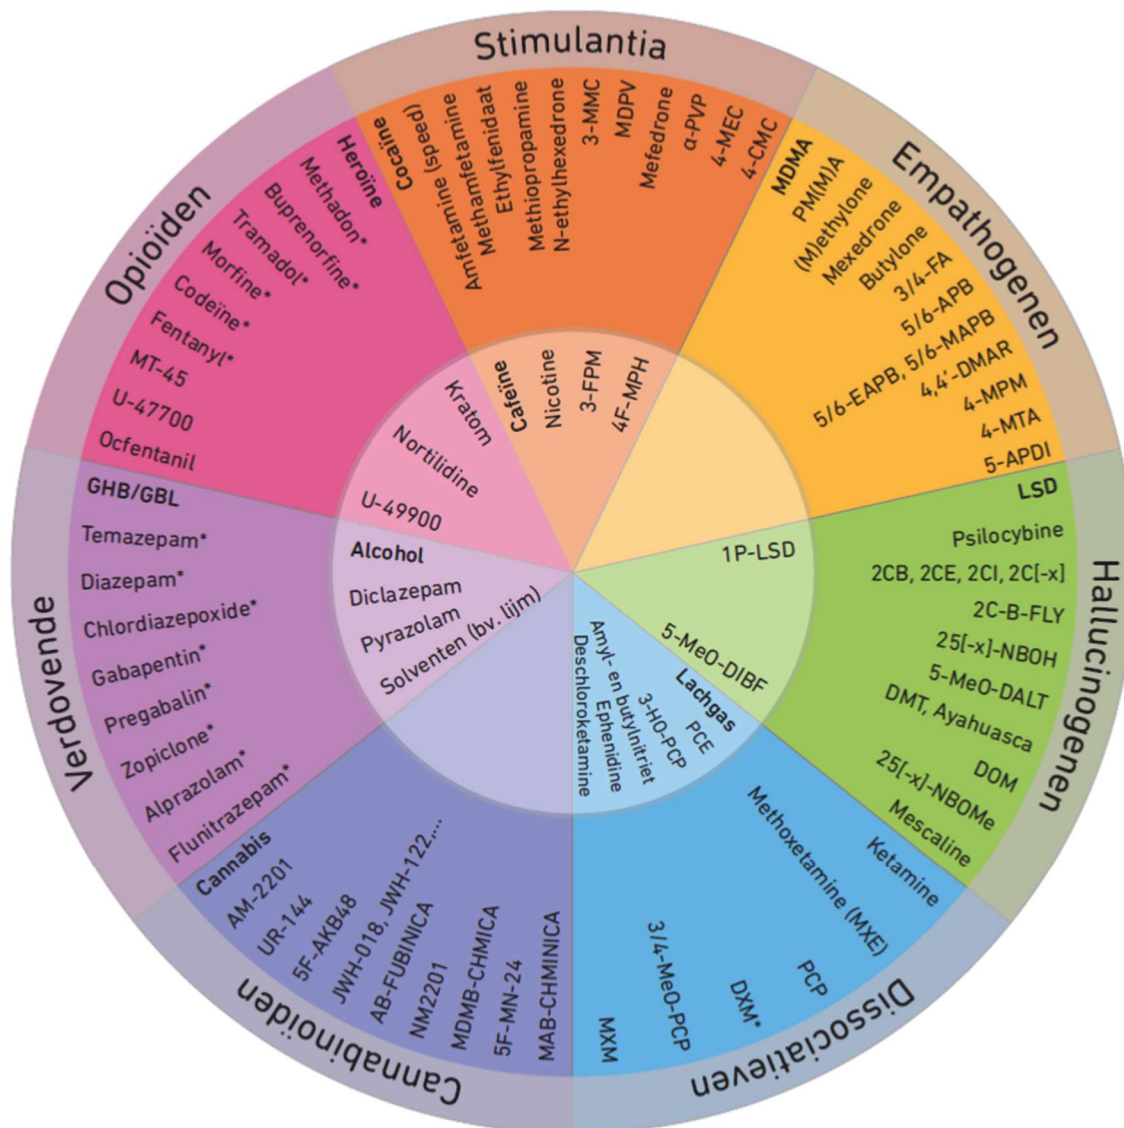 Stimulantia
Cocaïne
Amfetamine (speed)
Methamfetamine
Ethylfenidaat
Methiopropamine
N-ethylhexedrone
3-MMC
MDPV
Mefedrone
α-PVP
4-MEC
4-CMC
Cafeïne
Nicotine
3-FPM
4F-MPH
Empathogenen
MDMA
PM(M)A
(M)ethylone
Mexedrone
Butylone
3/4-FA
5/6-APB
5/6-EAPB, 5/6-MAPB
4,4'-DMAR
4-MPM
4-MTA
5-APDI
Hallucinogenen
LSD
Psilocybine
2CB, 2CE, 2CI, 2C[-x]
2C-B-FLY
25[-x]-NBOH
5-MeO-DALT
DMT, Ayahuasca
DOM
25[-x]-NBOMe
Mescaline
1P-LSD
5-MeO-DIBF
Dissociatieven
Ketamine
Methoxetamine (MXE)
PCP
DXM*
3/4-MeO-PCP
MXM
Lachgas
PCE
3-HO-PCP
Amyl- en butylnitriet
Ephenidine
Deschloroketamine
Cannabinoïden
Cannabis
AM-2201
UR-144
5F-AKB48
JWH-018, JWH-122,...
AB-FUBINICA
NM2201
MDMB-CHMICA
5F-MN-24
MAB-CHMINICA
Verdovende
GHB/GBL
Temazepam*
Diazepam*
Chlordiazepoxide*
Gabapentin*
Pregabalin*
Zopiclone*
Alprazolam*
Flunitrazepam*
Alcohol
Diclazepam
Pyrazolam
Solventen (bv. lijm)
Opioïden
Heroïne
Methadon*
Buprenorfine*
Tramadol*
Morfine*
Codeïne*
Fentanyl*
MT-45
U-47700
Ocfentanil
Kratom
Nortilidine
U-49900